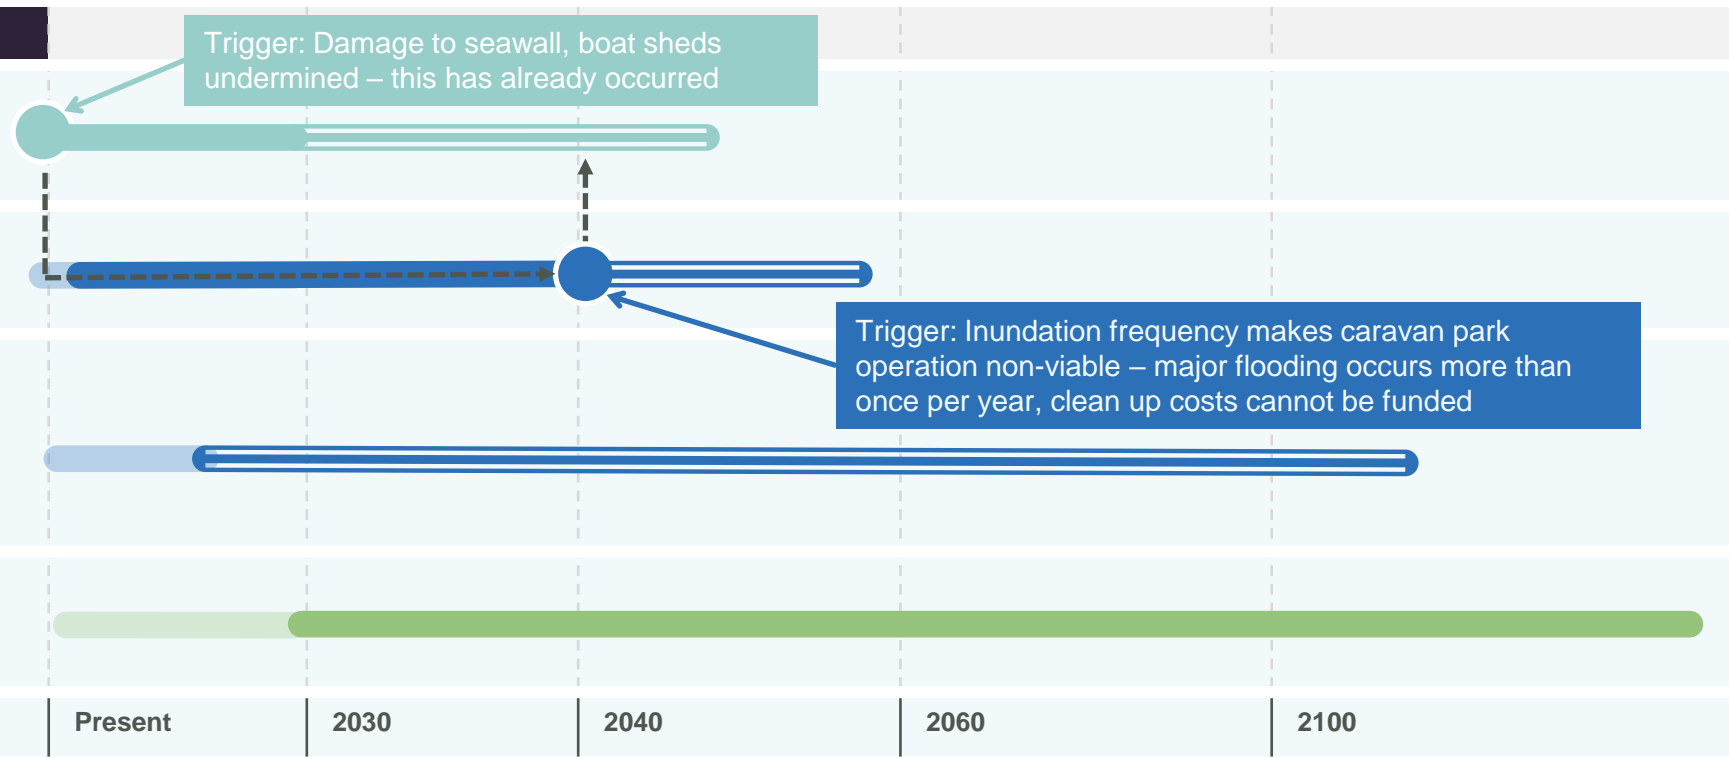 Trigger: Damage to seawall, boat sheds
undermined – this has already occurred
Trigger: Inundation frequency makes caravan park
operation non-viable – major flooding occurs more than
once per year, clean up costs cannot be funded
Present
2030
2040
2060
2100